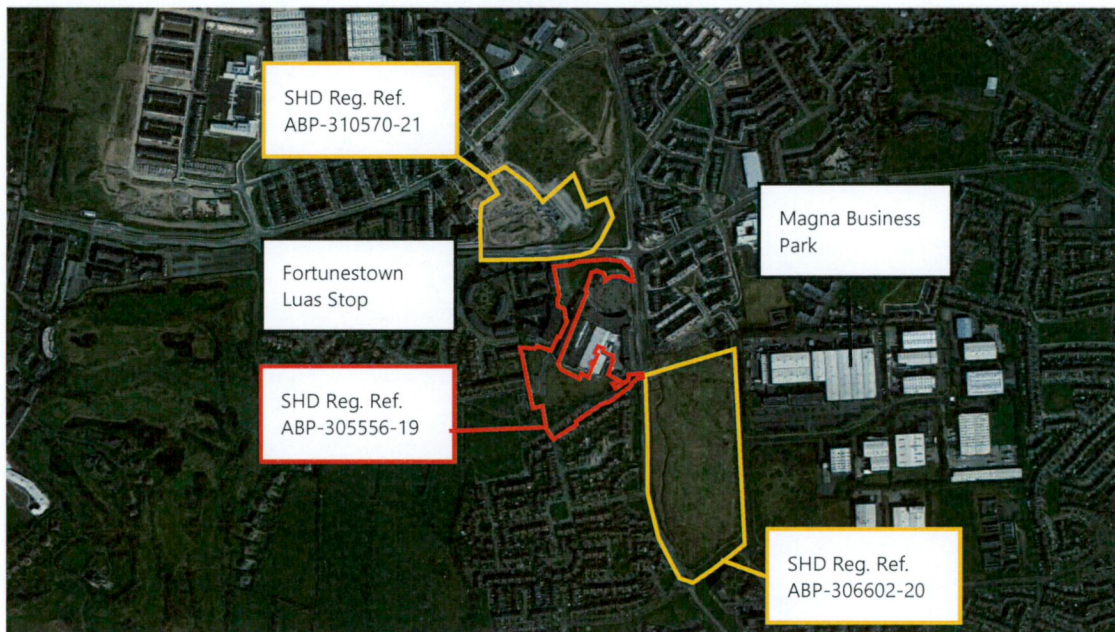 SHD Reg. Ref.
ABP-310570-21
Magna Business
Park
Fortunestown
Luas Stop
SHD Reg. Ref.
ABP-305556-19
SHD Reg. Ref.
ABP-306602-20